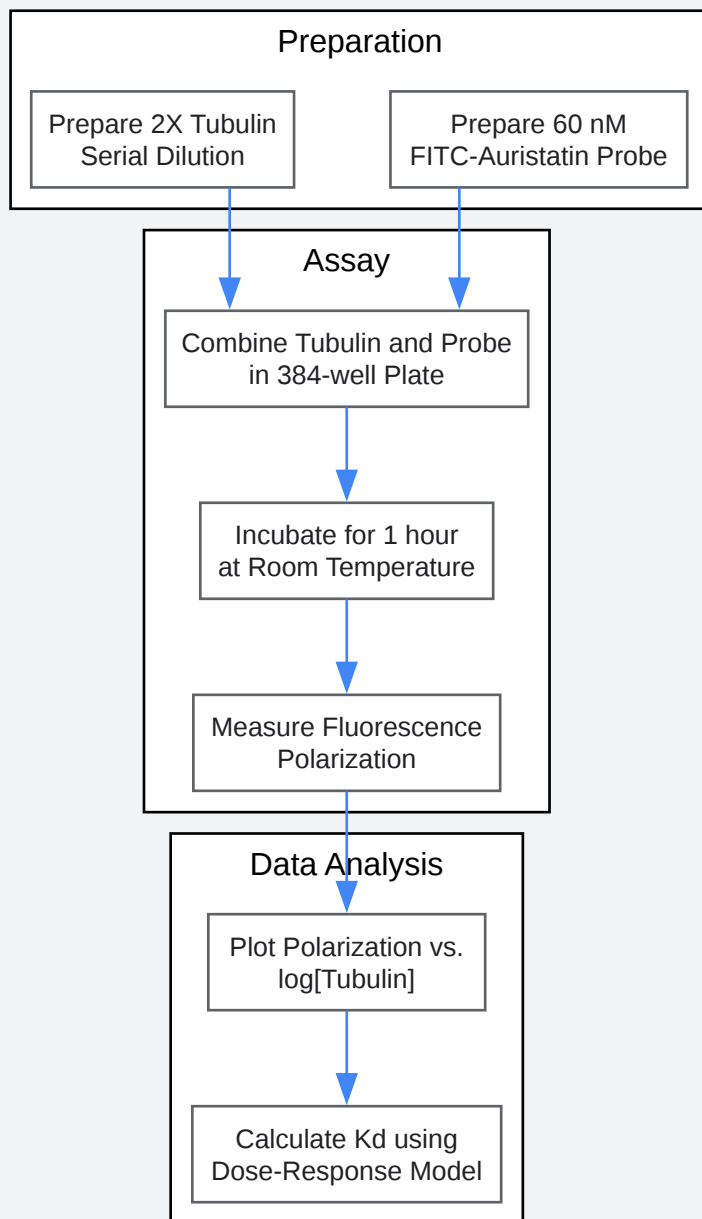 Preparation
Prepare 2X Tubulin
Serial Dilution
Prepare 60 nM
FITC-Auristatin Probe
Assay
Combine Tubulin and Probe
in 384-well Plate
Incubate for 1 hour
at Room Temperature
Measure Fluorescence
Polarization
Data Analysis
Plot Polarization vs.
log[Tubulin]
Calculate Kd using
Dose-Response Model